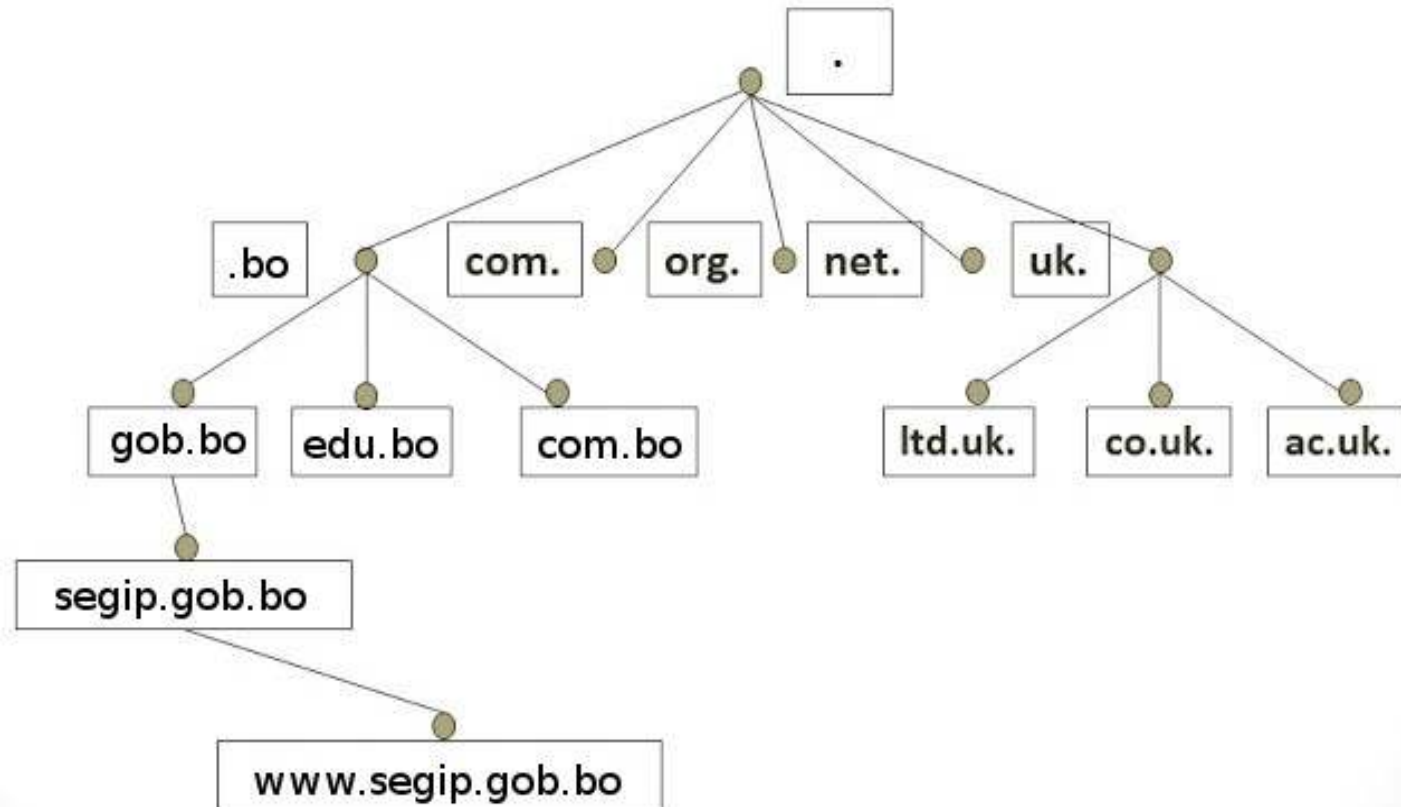 .
.bo
com.
org.
net.
uk.
gob.bo
edu.bo
com.bo
ltd.uk.
co.uk.
ac.uk.
segip.gob.bo
www.segip.gob.bo